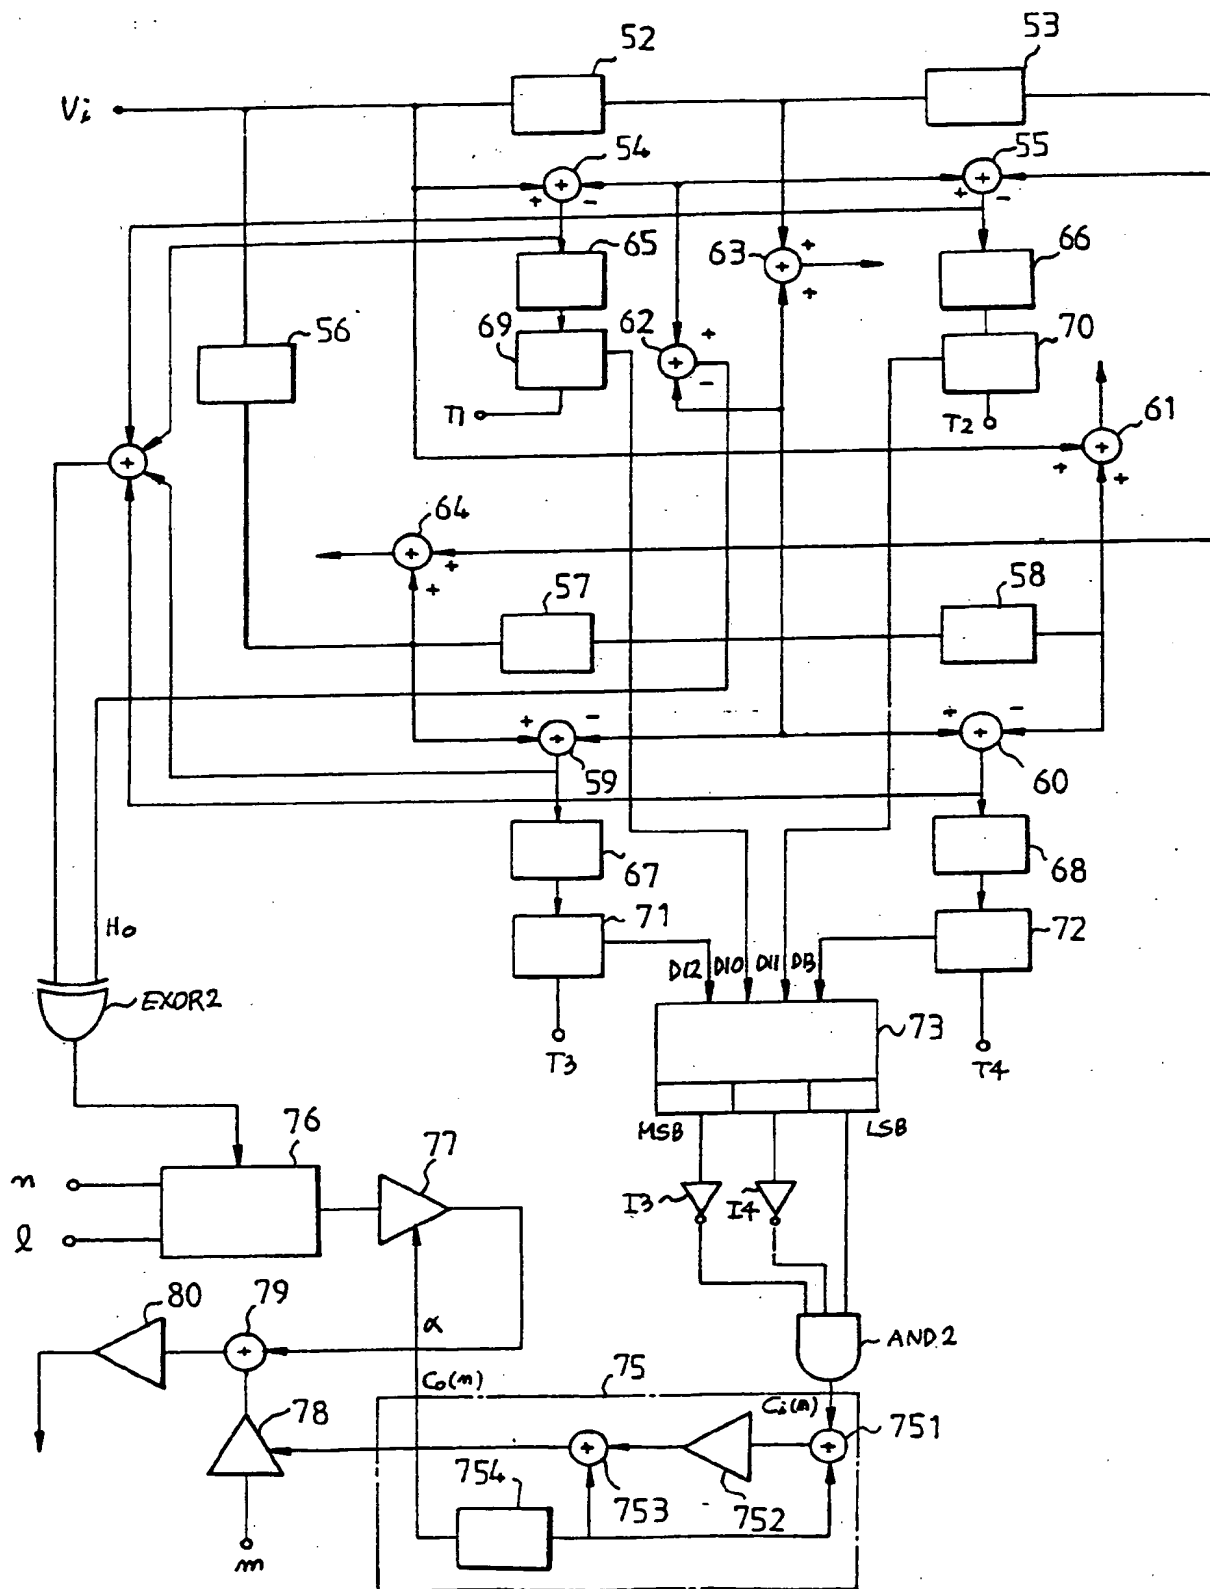 52
53
Vi
54
55
+
+ -
+
+ -
65
63
+
+
+
66
56
69
62
+
+
-
70
T1
T2
61
+
+
+ +
64
+
+
+
57
58
+ -
+
59
+ -
+
60
67
68
Ho
71
72
D12 D10 D11 D13
EXOR2
73
T3
T4
MSB
LSB
76
77
n
I3
I4
l
80
79
+
α
AND2
Co(n)
75
Ci(n)
78
+
+
751
754
753
752
m